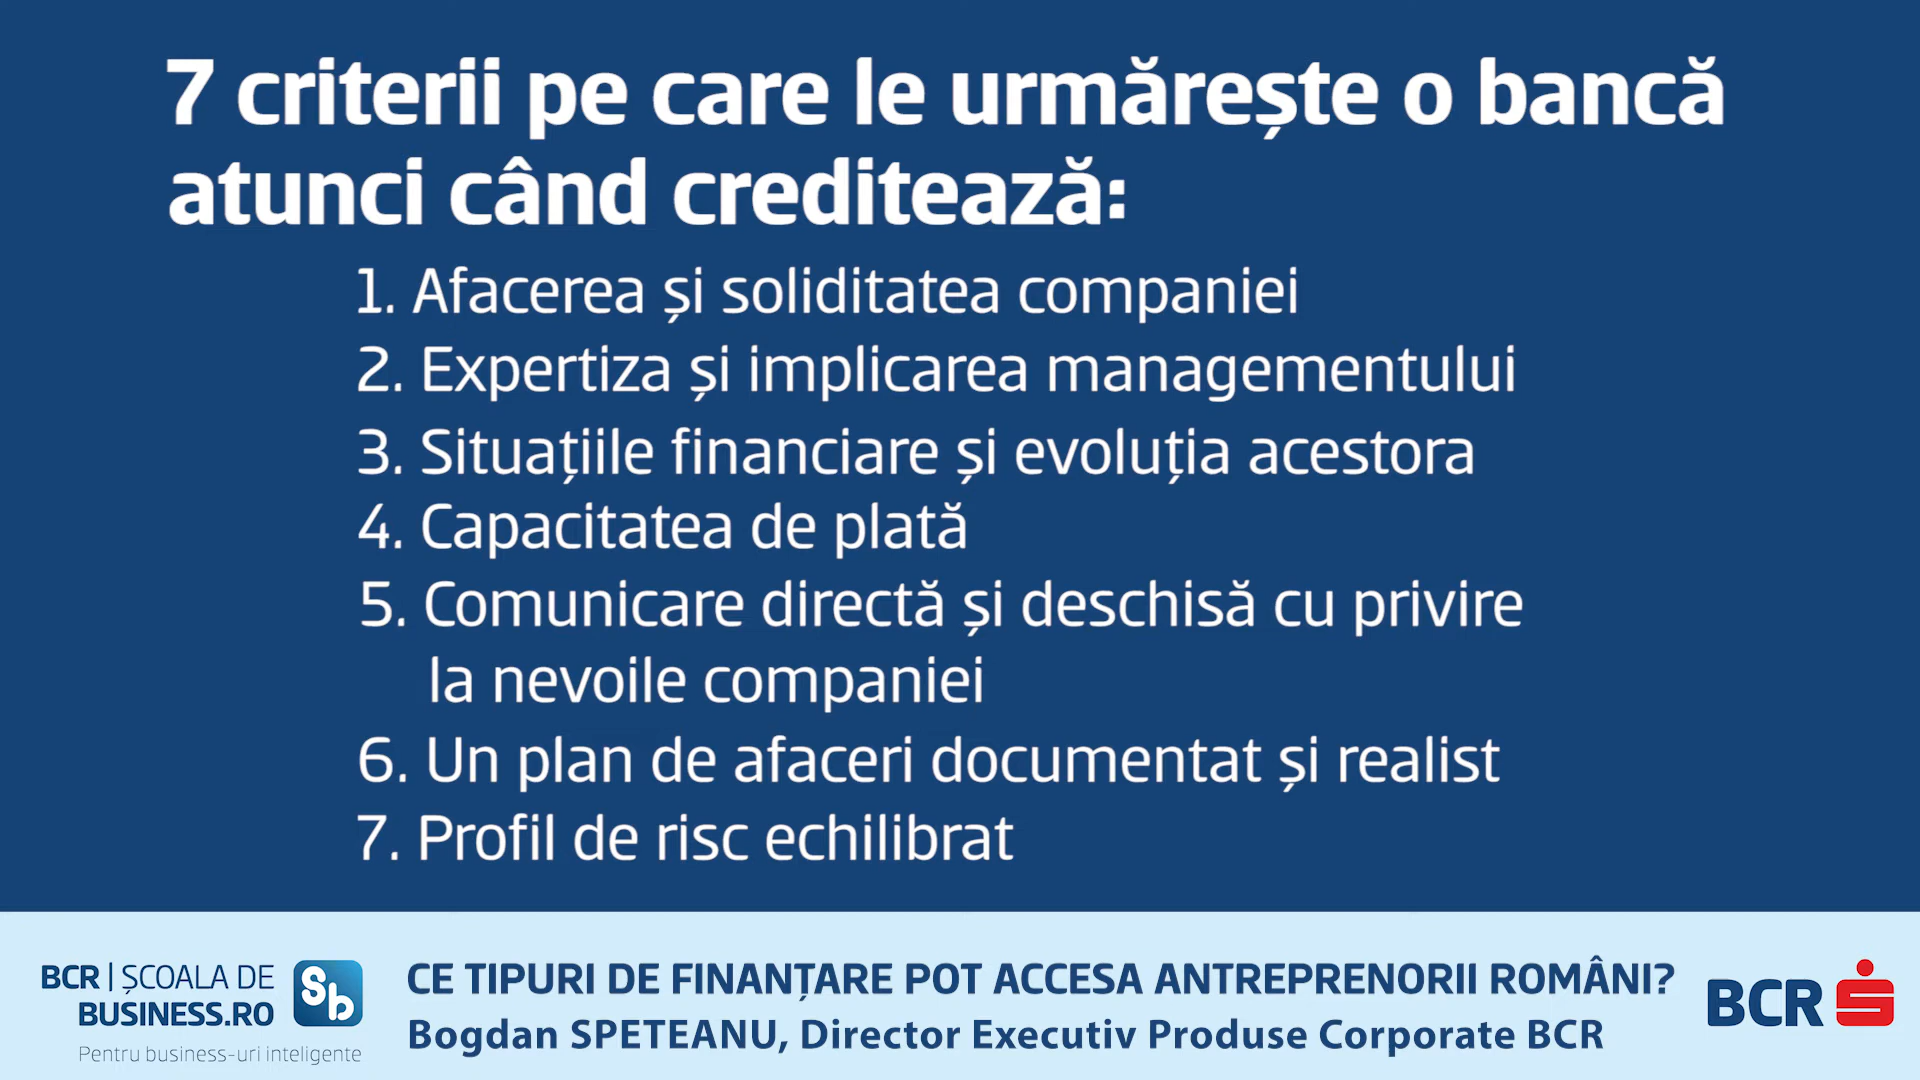 7 criterii pe care le urmărește o bancă
atunci când creditează:
1. Afacerea și soliditatea companiei
2. Expertiza și implicarea managementului
3. Situațiile financiare și evoluția acestora
4. Capacitatea de plată
5. Comunicare directă și deschisă cu privire
la nevoile companiei
6. Un plan de afaceri documentat și realist
7. Profil de risc echilibrat
BCR | ȘCOALA DE
BUSINESS.RO
Sb
Pentru business-uri inteligente
CE TIPURI DE FINANȚARE POT ACCESA ANTREPRENORII ROMÂNI?
Bogdan SPETEANU, Director Executiv Produse Corporate BCR
BCR